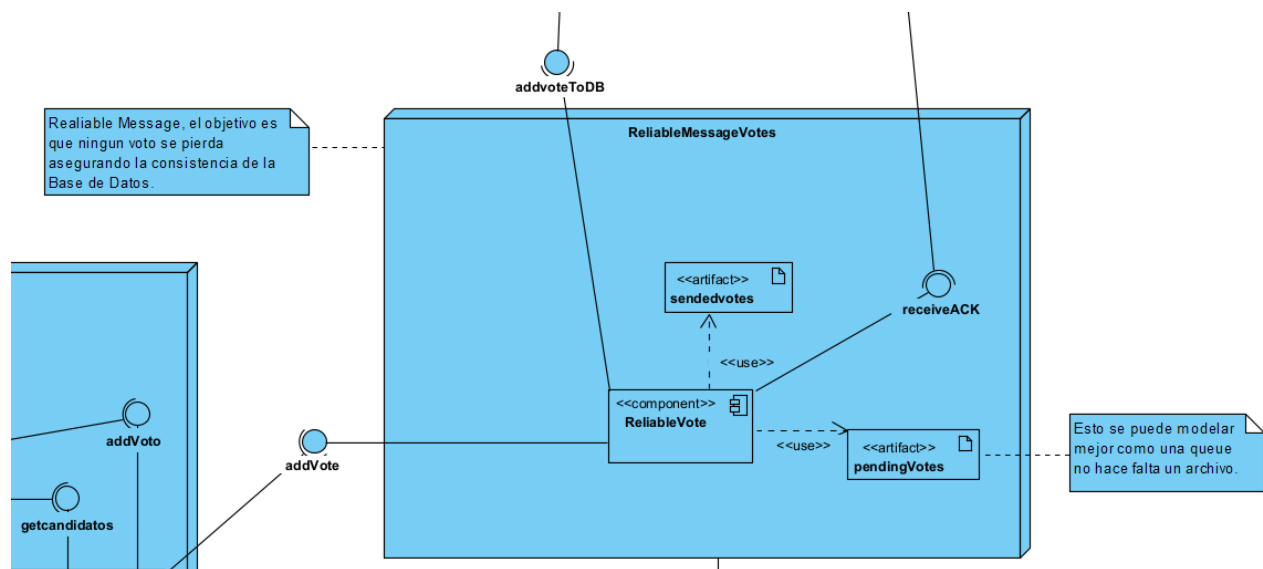 addvoteToDB
Realiable Message, el objetivo es
que ningun voto se pierda
asegurando la consistencia de la
Base de Datos.
ReliableMessageVotes
<<artifact>>
sendedvotes
receiveACK
<<use>>
<<component>>
ReliableVote
addVoto
addVote
<<use>>
<<artifact>>
pendingVotes
Esto se puede modelar
mejor como una queue
no hace falta un archivo.
getcandidatos